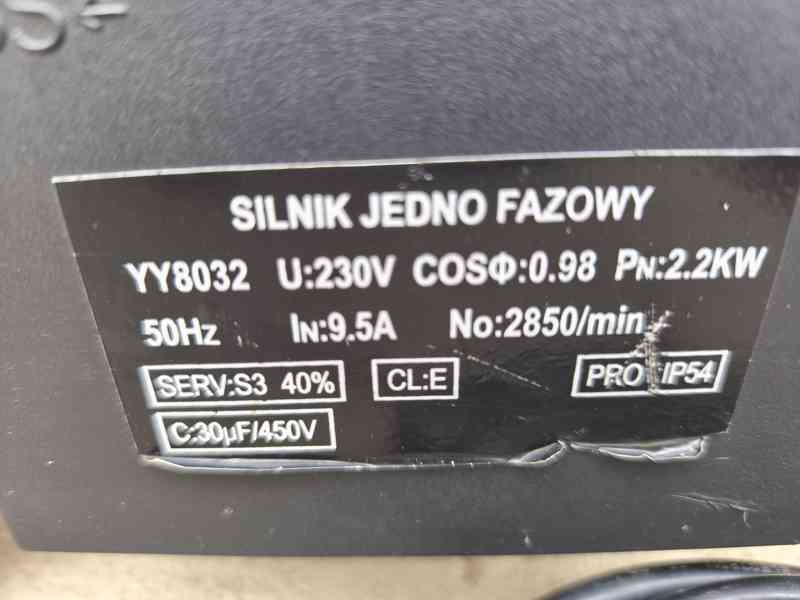 SILNIK JEDNO FAZOWY
YY8032 U:230V COSΦ:0.98 PN:2.2KW
50Hz IN:9.5A No:2850/min
SERV:S3 40% CL:E PRO IP54
C:30µF/450V